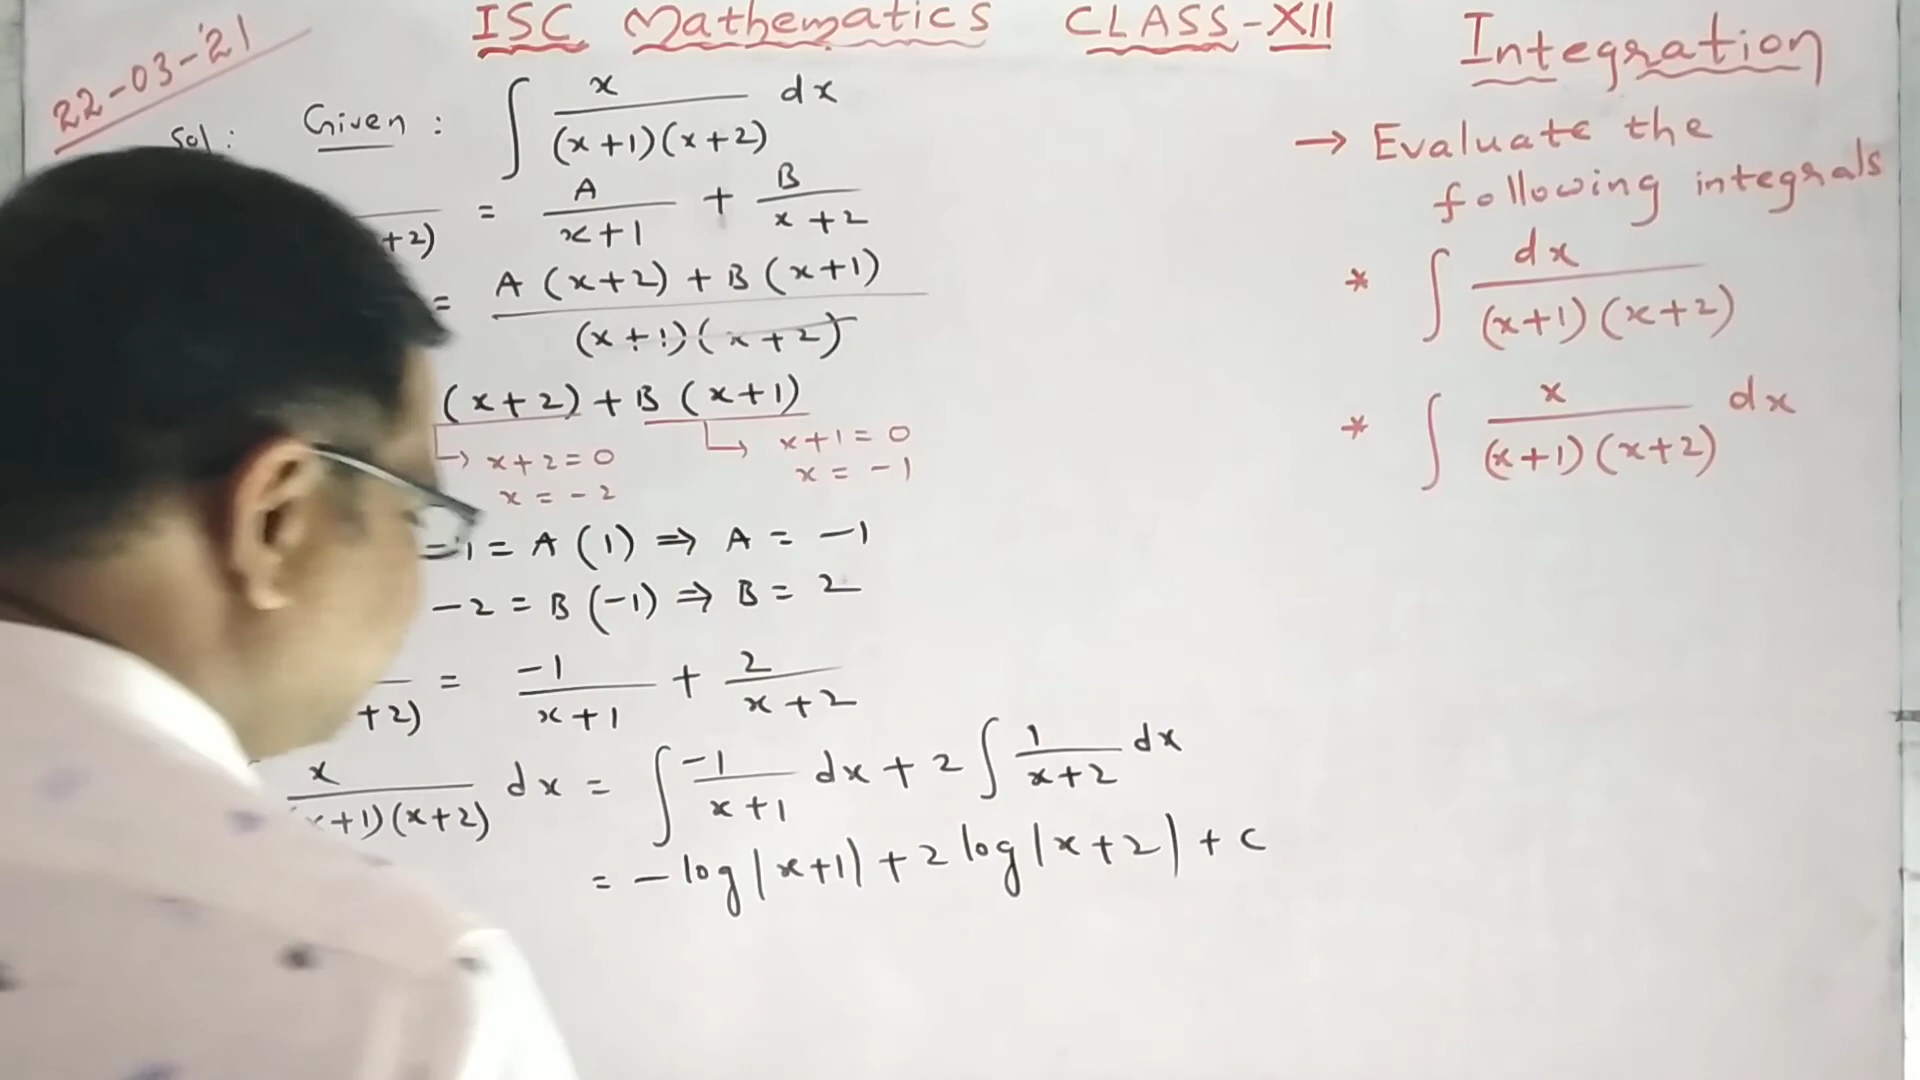 ISC Mathematics CLASS-XII
22-03-21
Sol: Given: ∫ x/((x+1)(x+2)) dx
+2) = A/(x+1) + B/(x+2)
= (A(x+2) + B(x+1))/((x+1)(x+2))
(x+2) + B(x+1)
x+2=0
x=-2
x+1=0
x=-1
-1 = A(1) ⇒ A = -1
-2 = B(-1) ⇒ B = 2
+2) = -1/(x+1) + 2/(x+2)
x/((x+1)(x+2)) dx = ∫ -1/(x+1) dx + 2 ∫ 1/(x+2) dx
= -log|x+1| + 2 log|x+2| + c
Integration
→ Evaluate the
following integrals
* ∫ dx/((x+1)(x+2))
* ∫ x/((x+1)(x+2)) dx